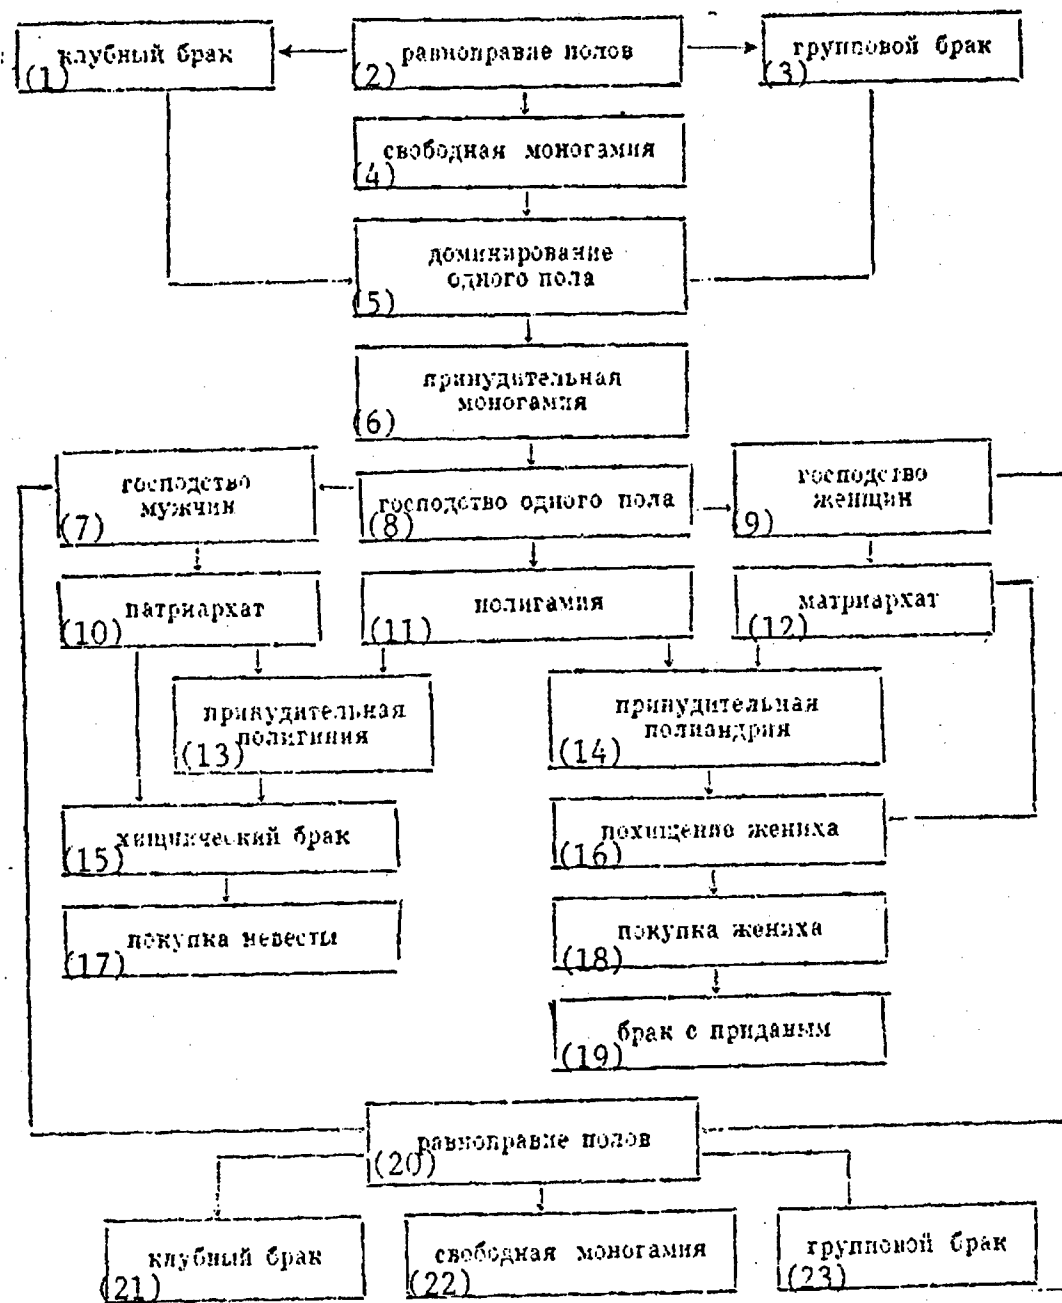 клубный брак
(1)
равноправие полов
(2)
групповой брак
(3)
свободная моногамия
(4)
доминирование
одного пола
(5)
принудительная
моногамия
(6)
господство
мужчин
(7)
господство одного пола
(8)
господство
женщин
(9)
патриархат
(10)
полигамия
(11)
матриархат
(12)
принудительная
полигиния
(13)
принудительная
полиандрия
(14)
хищнический брак
(15)
похищение жениха
(16)
покупка невесты
(17)
покупка жениха
(18)
брак с приданым
(19)
равноправие полов
(20)
клубный брак
(21)
свободная моногамия
(22)
групповой брак
(23)